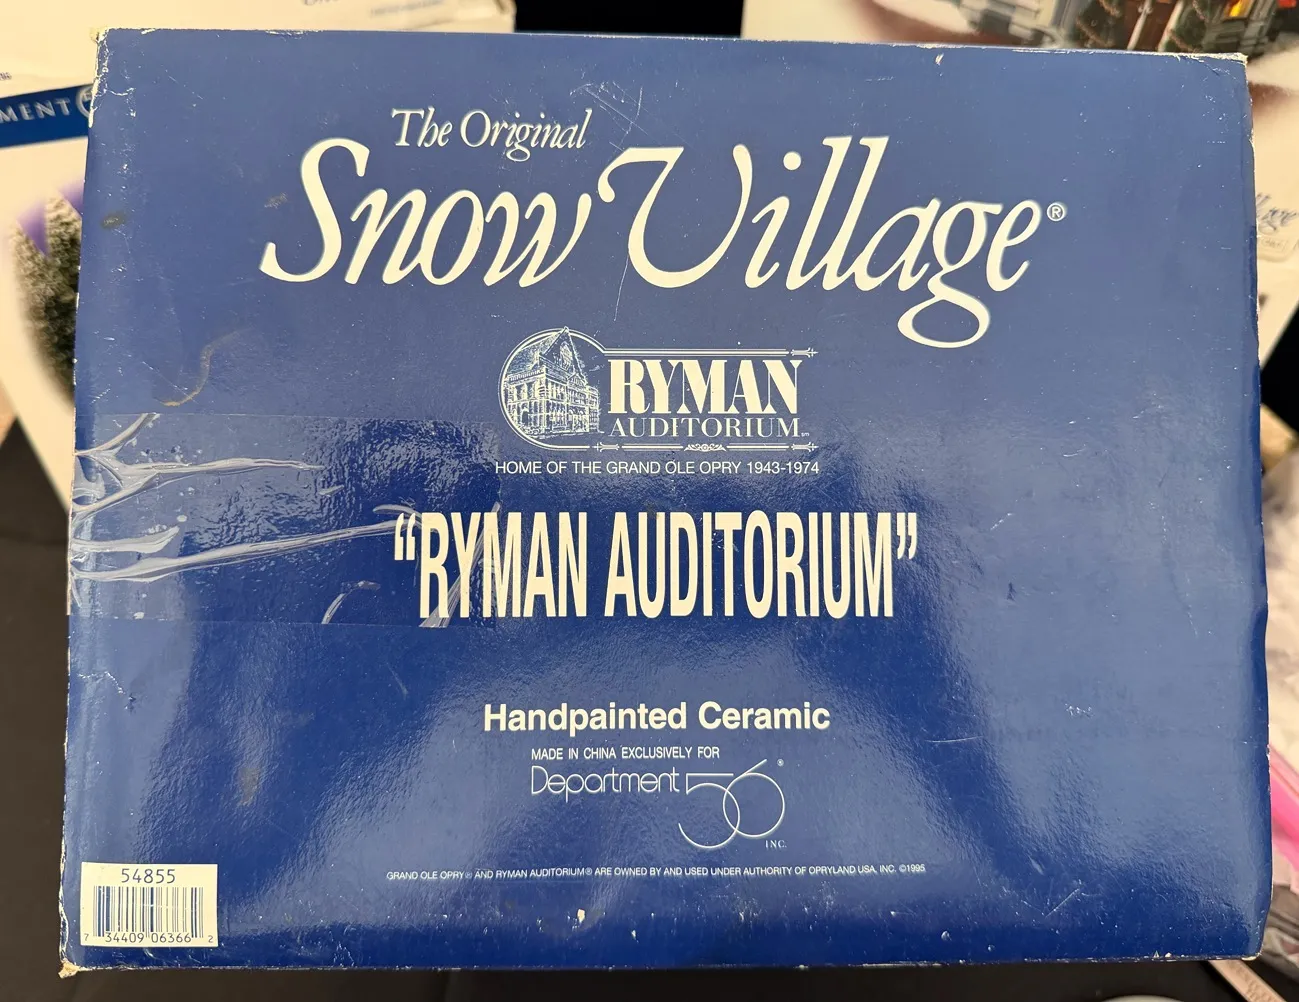 MENT
The Original
Snow Village®
RYMAN
AUDITORIUM
HOME OF THE GRAND OLE OPRY 1943-1974
“RYMAN AUDITORIUM”
Handpainted Ceramic
MADE IN CHINA EXCLUSIVELY FOR
Department 56®
INC.
GRAND OLE OPRY® AND RYMAN AUDITORIUM® ARE OWNED BY AND USED UNDER AUTHORITY OF OPRYLAND USA, INC. ©1995
54855
7 34409 06366 2